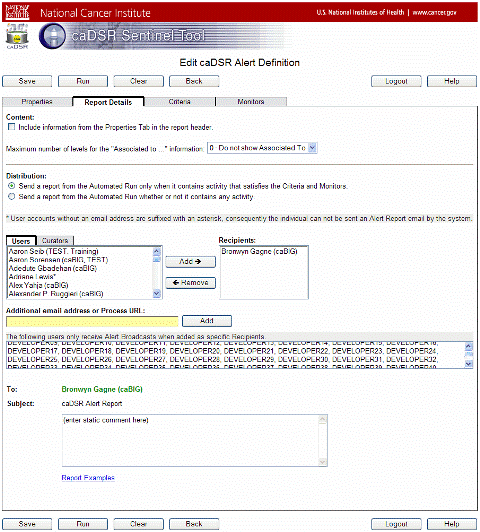 NATIONAL CANCER INSTITUTE
National Cancer Institute
U.S. National Institutes of Health | www.cancer.gov
caDSR
caDSR Sentinel Tool
Edit caDSR Alert Definition
Save Run Clear Back Logout Help
Properties Report Details Criteria Monitors
Content:
Include information from the Properties Tab in the report header.
Maximum number of levels for the "Associated to ..." information: 0 Do not show Associated To
Distribution:
Send a report from the Automated Run only when it contains activity that satisfies the Criteria and Monitors.
Send a report from the Automated Run whether or not it contains any activity.
* User accounts without an email address are suffixed with an asterisk, consequently the individual can not be sent an Alert Report email by the system.
Users Curators
Recipients:
Aaron Seib (TEST, Training)
Aaron Sorensen (caBIG, TEST)
Adedute Gbadehan (caBIG)
Adriane Lewis*
Alex Yahja (caBIG)
Alexander P. Ruggieri (caBIG)
Add
Remove
Bronwyn Gagne (caBIG)
Additional email address or Process URL:
Add
The following users only receive Alert Broadcasts when added as specific Recipients.
DEVELOPER17, DEVELOPER18, DEVELOPER19, DEVELOPER20, DEVELOPER21, DEVELOPER22, DEVELOPER23, DEVELOPER24,
DEVELOPER25, DEVELOPER26, DEVELOPER27, DEVELOPER28, DEVELOPER29, DEVELOPER30, DEVELOPER31, DEVELOPER32,
To: Bronwyn Gagne (caBIG)
Subject: caDSR Alert Report
(enter static comment here)
Report Examples
Save Run Clear Back Logout Help